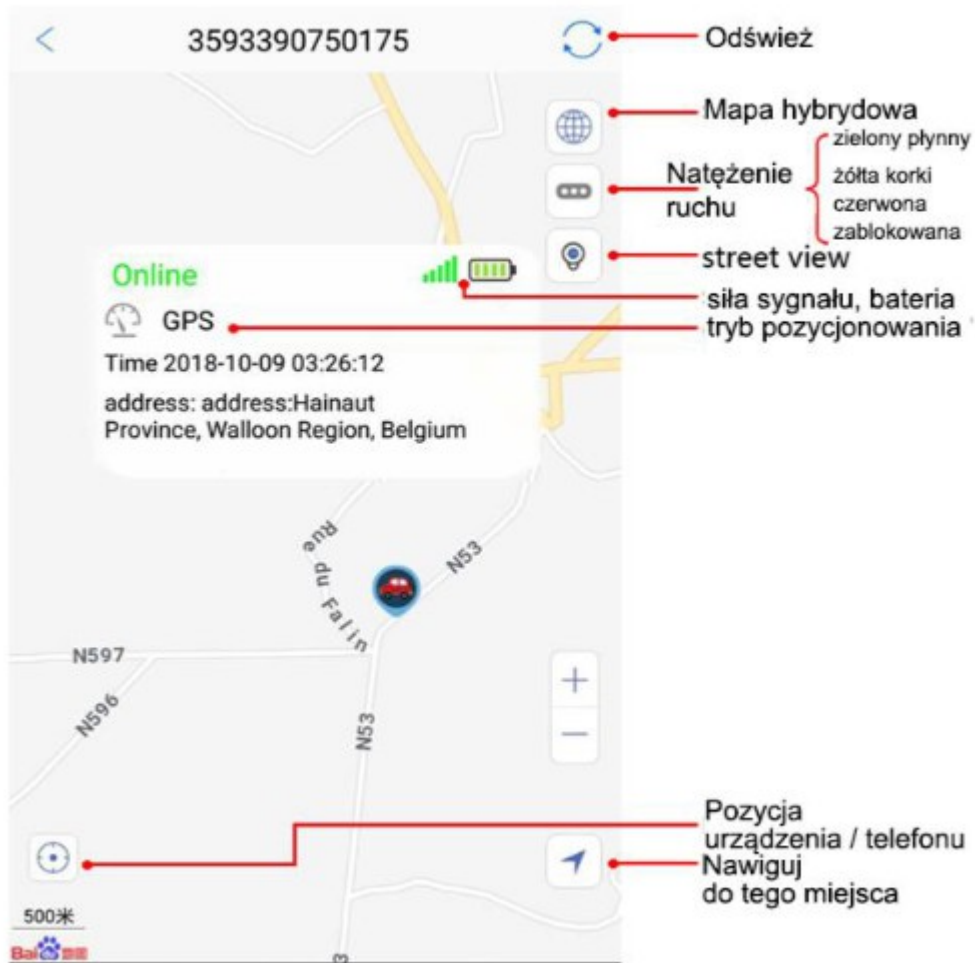 3593390750175
Odśwież
Mapa hybrydowa
zielony płynny
Natężenie
ruchu
żółta korki
czerwona
zablokowana
street view
Online
siła sygnału, bateria
GPS
tryb pozycjonowania
Time 2018-10-09 03:26:12
address: address:Hainaut
Province, Walloon Region, Belgium
Rue du Falin
N53
N597
N596
N53
+
−
Pozycja
urządzenia / telefonu
Nawiguj
do tego miejsca
500米
Bai